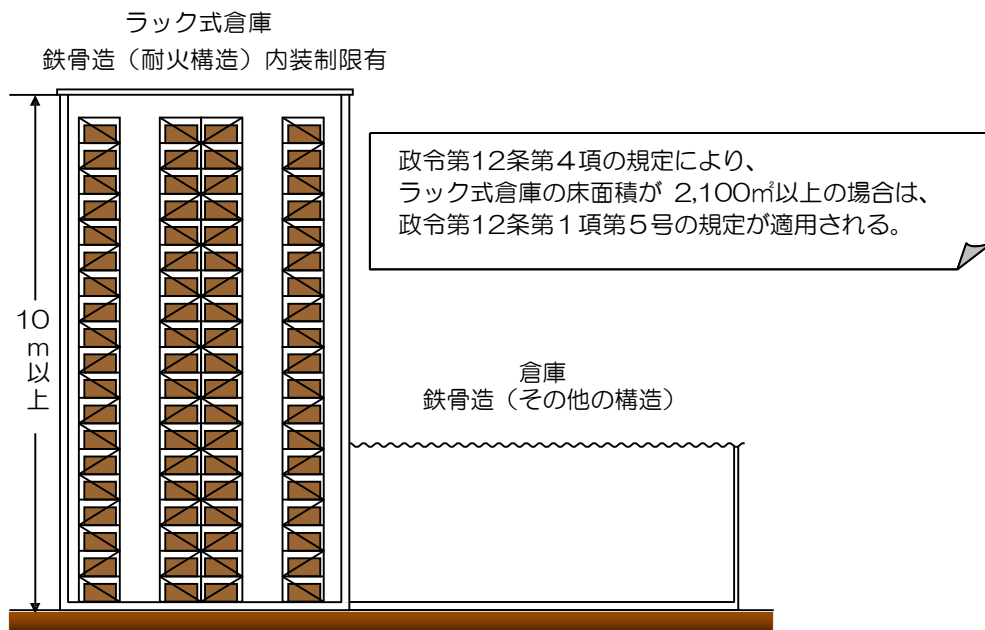 ラック式倉庫
鉄骨造（耐火構造）内装制限有
政令第12条第４項の規定により、
ラック式倉庫の床面積が 2,100㎡以上の場合は、
政令第12条第１項第５号の規定が適用される。
10m以上
倉庫
鉄骨造（その他の構造）